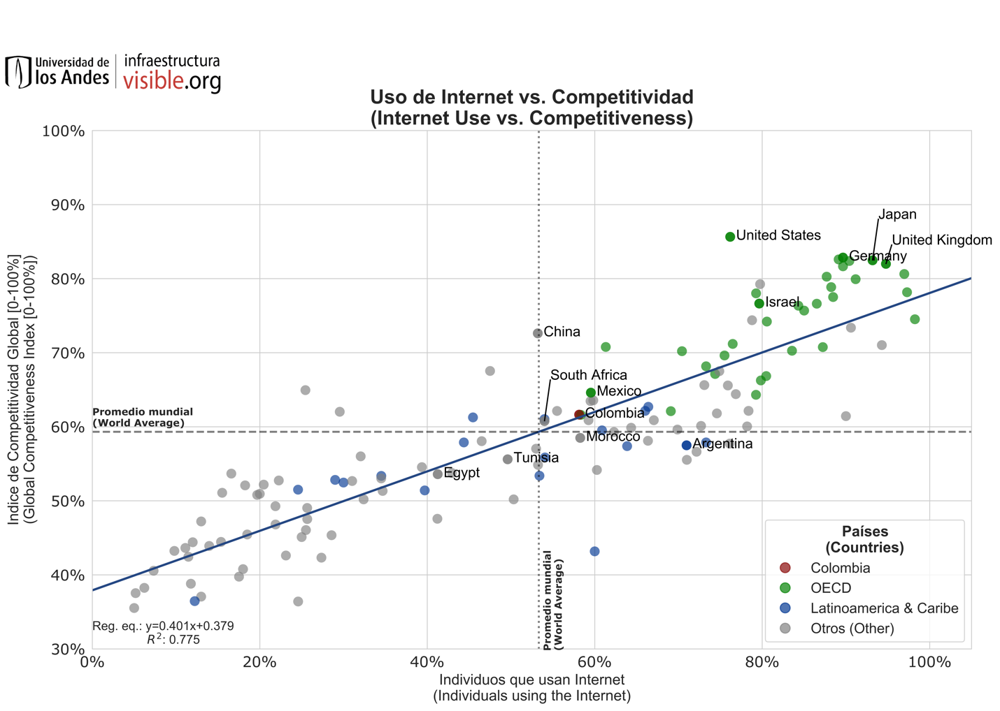 Universidad de
los Andes
infraestructura
visible.org
Uso de Internet vs. Competitividad
(Internet Use vs. Competitiveness)
100%
90%
80%
70%
60%
50%
40%
30%
Indice de Competitividad Global [0-100%]
(Global Competitiveness Index [0-100%])
Japan
United States
United Kingdom
Germany
Israel
China
South Africa
Mexico
Colombia
Morocco
Argentina
Tunisia
Egypt
Promedio mundial
(World Average)
Promedio mundial
(World Average)
Reg. eq.: y=0.401x+0.379
R²: 0.775
Países
(Countries)
Colombia
OECD
Latinoamerica & Caribe
Otros (Other)
0%
20%
40%
60%
80%
100%
Individuos que usan Internet
(Individuals using the Internet)